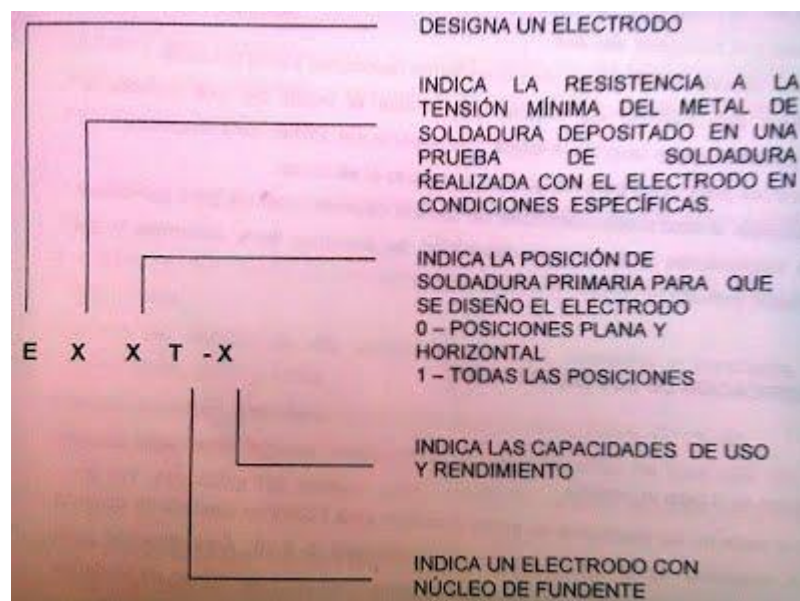 DESIGNA UN ELECTRODO
INDICA LA RESISTENCIA A LA
TENSIÓN MÍNIMA DEL METAL DE
SOLDADURA DEPOSITADO EN UNA
PRUEBA DE SOLDADURA
REALIZADA CON EL ELECTRODO EN
CONDICIONES ESPECÍFICAS.
INDICA LA POSICIÓN DE
SOLDADURA PRIMARIA PARA QUE
SE DISEÑO EL ELECTRODO
0 – POSICIONES PLANA Y
HORIZONTAL
1 – TODAS LAS POSICIONES
E X X T -X
INDICA LAS CAPACIDADES DE USO
Y RENDIMIENTO
INDICA UN ELECTRODO CON
NÚCLEO DE FUNDENTE